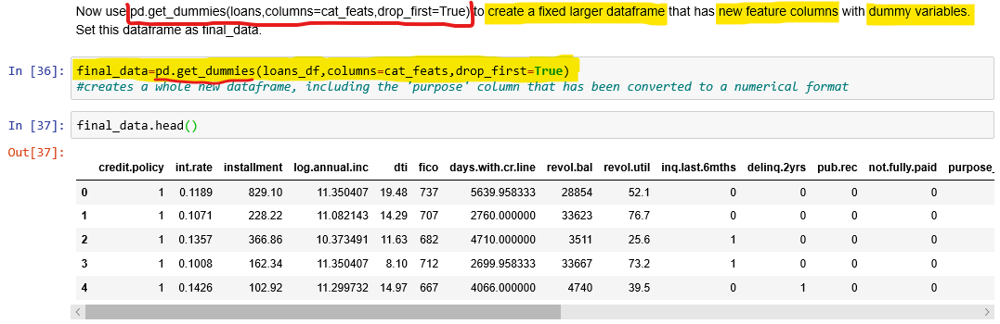 Now use pd.get_dummies(loans,columns=cat_feats,drop_first=True) to create a fixed larger dataframe that has new feature columns with dummy variables.
Set this dataframe as final_data.
In [36]: final_data=pd.get_dummies(loans_df,columns=cat_feats,drop_first=True)
#creates a whole new dataframe, including the 'purpose' column that has been converted to a numerical format
In [37]: final_data.head()
Out[37]:
credit.policy int.rate installment log.annual.inc dti fico days.with.cr.line revol.bal revol.util inq.last.6mths delinq.2yrs pub.rec not.fully.paid purpose_
0 1 0.1189 829.10 11.350407 19.48 737 5639.958333 28854 52.1 0 0 0 0
1 1 0.1071 228.22 11.082143 14.29 707 2760.000000 33623 76.7 0 0 0 0
2 1 0.1357 366.86 10.373491 11.63 682 4710.000000 3511 25.6 1 0 0 0
3 1 0.1008 162.34 11.350407 8.10 712 2699.958333 33667 73.2 1 0 0 0
4 1 0.1426 102.92 11.299732 14.97 667 4066.000000 4740 39.5 0 1 0 0